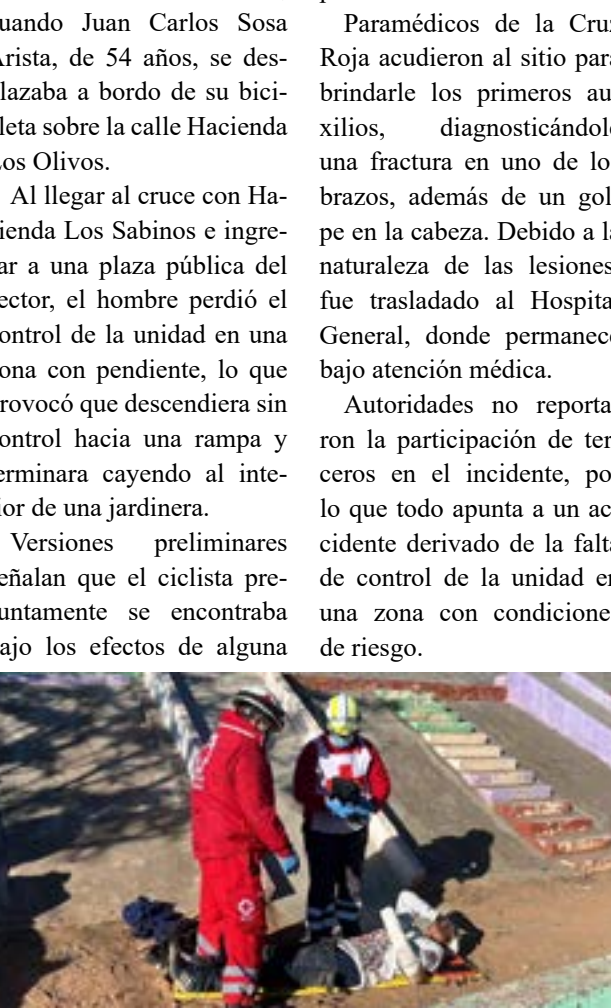 uando Juan Carlos Sosa
Arista, de 54 años, se des-
lazaba a bordo de su bici-
leta sobre la calle Hacienda
Los Olivos.
Al llegar al cruce con Ha-
ienda Los Sabinos e ingre-
ar a una plaza pública del
ector, el hombre perdió el
ontrol de la unidad en una
ona con pendiente, lo que
rovocó que descendiera sin
ontrol hacia una rampa y
erminara cayendo al inte-
ior de una jardinera.
Versiones preliminares
eñalan que el ciclista pre-
untamente se encontraba
ajo los efectos de alguna
Paramédicos de la Cru
Roja acudieron al sitio para
brindarle los primeros au
xilios, diagnosticándole
una fractura en uno de lo
brazos, además de un gol
pe en la cabeza. Debido a la
naturaleza de las lesiones
fue trasladado al Hospita
General, donde permanece
bajo atención médica.
Autoridades no reporta
ron la participación de ter
ceros en el incidente, po
lo que todo apunta a un ac
cidente derivado de la falta
de control de la unidad en
una zona con condicione
de riesgo.